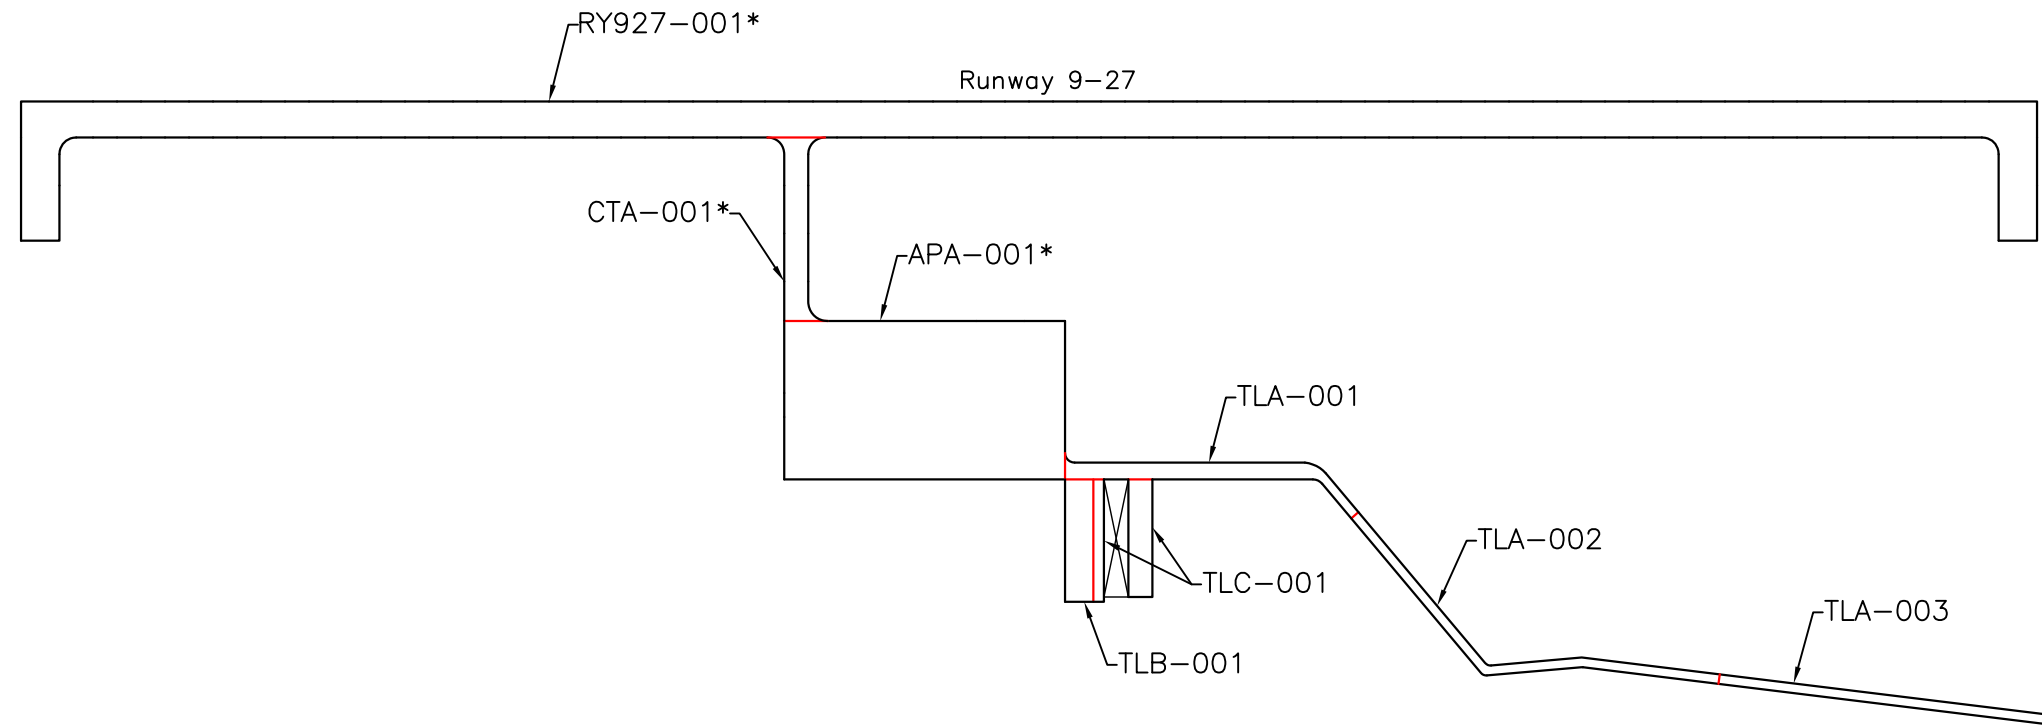 RY927-001*
Runway 9-27
CTA-001*
APA-001*
TLA-001
TLA-002
TLC-001
TLA-003
TLB-001